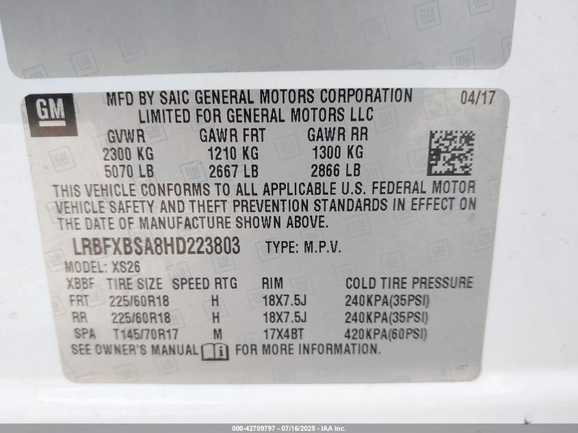 GM
MFD BY SAIC GENERAL MOTORS CORPORATION 04/17
LIMITED FOR GENERAL MOTORS LLC
GVWR GAWR FRT GAWR RR
2300 KG 1210 KG 1300 KG
5070 LB 2667 LB 2866 LB
THIS VEHICLE CONFORMS TO ALL APPLICABLE U.S. FEDERAL MOTOR
VEHICLE SAFETY AND THEFT PREVENTION STANDARDS IN EFFECT ON
THE DATE OF MANUFACTURE SHOWN ABOVE.
LRBFXBSA8HD223803 TYPE: M.P.V.
MODEL: XS26
XBBF TIRE SIZE SPEED RTG RIM COLD TIRE PRESSURE
FRT 225/60R18 H 18X7.5J 240KPA(35PSI)
RR 225/60R18 H 18X7.5J 240KPA(35PSI)
SPA T145/70R17 M 17X4BT 420KPA(60PSI)
SEE OWNER'S MANUAL FOR MORE INFORMATION.
000-42709797 - 07/16/2025 - IAA Inc.